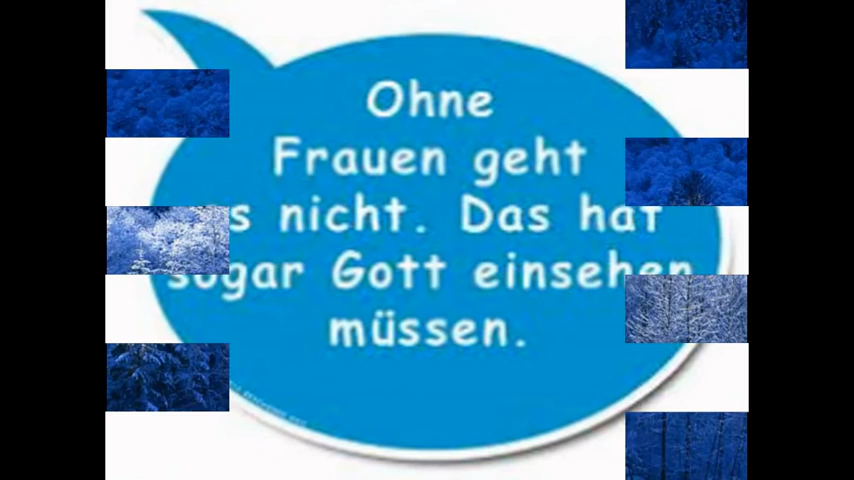 Ohne
Frauen geht
s nicht. Das hat
sogar Gott einsehen
müssen.